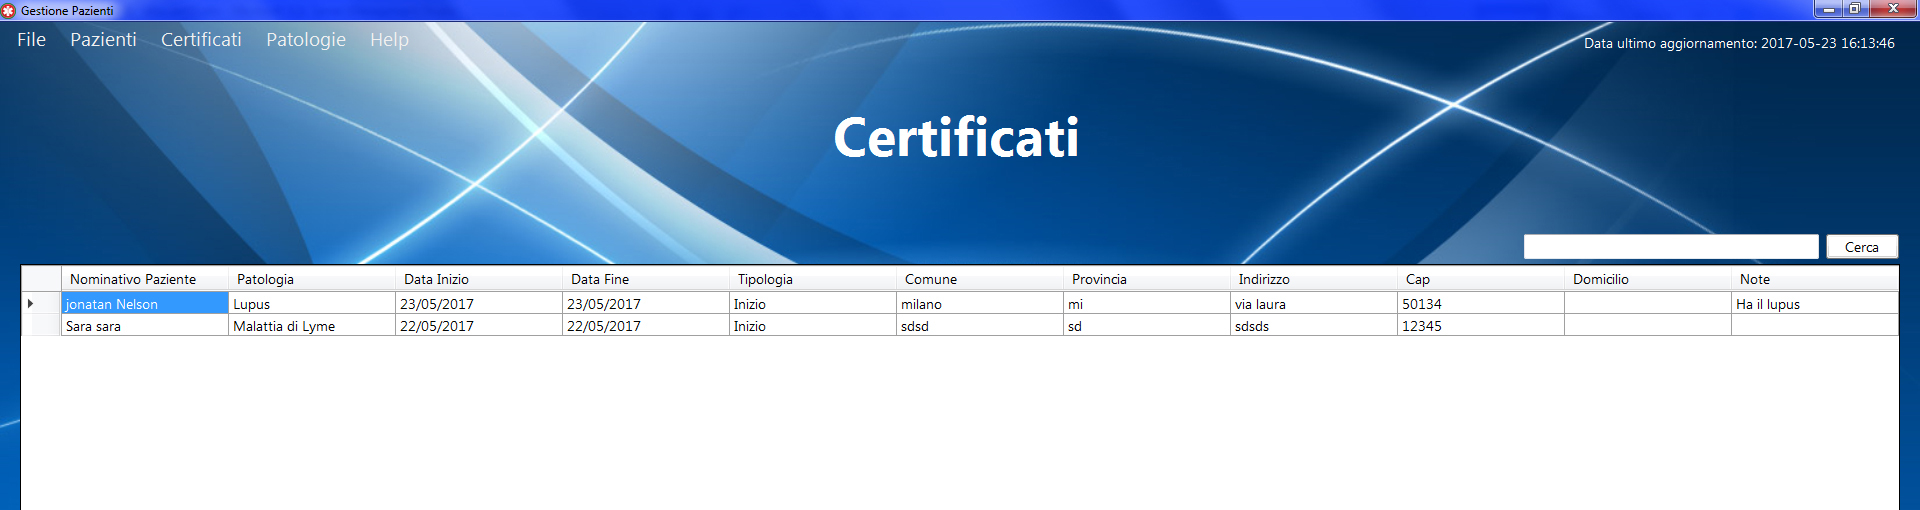 Gestione Pazienti
File Pazienti Certificati Patologie Help
Data ultimo aggiornamento: 2017-05-23 16:13:46
Certificati
Cerca
Nominativo Paziente Patologia Data Inizio Data Fine Tipologia Comune Provincia Indirizzo Cap Domicilio Note
jonatan Nelson Lupus 23/05/2017 23/05/2017 Inizio milano mi via laura 50134 Ha il lupus
Sara sara Malattia di Lyme 22/05/2017 22/05/2017 Inizio sdsd sd sdsds 12345